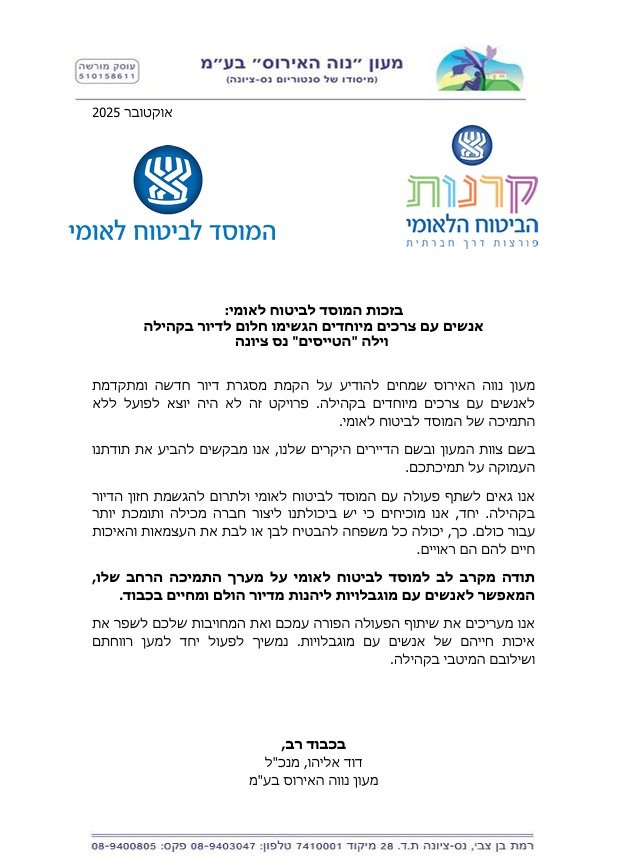 מעון "נוה האירוס" בע"מ
(מיסודו של סנטוריום נס-ציונה)
עוסק מורשה
510158611
אוקטובר 2025
קרנות
הביטוח הלאומי
פורצות דרך חברתית
המוסד לביטוח לאומי
בזכות המוסד לביטוח לאומי:
אנשים עם צרכים מיוחדים הגשימו חלום לדיור בקהילה
וילה "הטייסים" נס ציונה
מעון נווה האירוס שמחים להודיע על הקמת מסגרת דיור חדשה ומתקדמת
לאנשים עם צרכים מיוחדים בקהילה. פרויקט זה לא היה יוצא לפועל ללא
התמיכה של המוסד לביטוח לאומי.
בשם צוות המעון ובשם הדיירים היקרים שלנו, אנו מבקשים להביע את תודתנו
העמוקה על תמיכתכם.
אנו גאים לשתף פעולה עם המוסד לביטוח לאומי ולתרום להגשמת חזון הדיור
בקהילה. יחד, אנו מוכיחים כי יש ביכולתנו ליצור חברה מכילה ותומכת יותר
עבור כולם. כך, יכולה כל משפחה להבטיח לבן או לבת את העצמאות והאיכות
חיים להם הם ראויים.
תודה מקרב לב למוסד לביטוח לאומי על מערך התמיכה הרחב שלו,
המאפשר לאנשים עם מוגבלויות ליהנות מדיור הולם ומחיים בכבוד.
אנו מעריכים את שיתוף הפעולה הפורה עמכם ואת המחויבות שלכם לשפר את
איכות חייהם של אנשים עם מוגבלויות. נמשיך לפעול יחד למען רווחתם
ושילובם המיטבי בקהילה.
בכבוד רב,
דוד אליהו, מנכ"ל
מעון נווה האירוס בע"מ
רמת בן צבי, נס-ציונה ת.ד. 28 מיקוד 7410001 טלפון: 08-9403047 פקס: 08-9400805